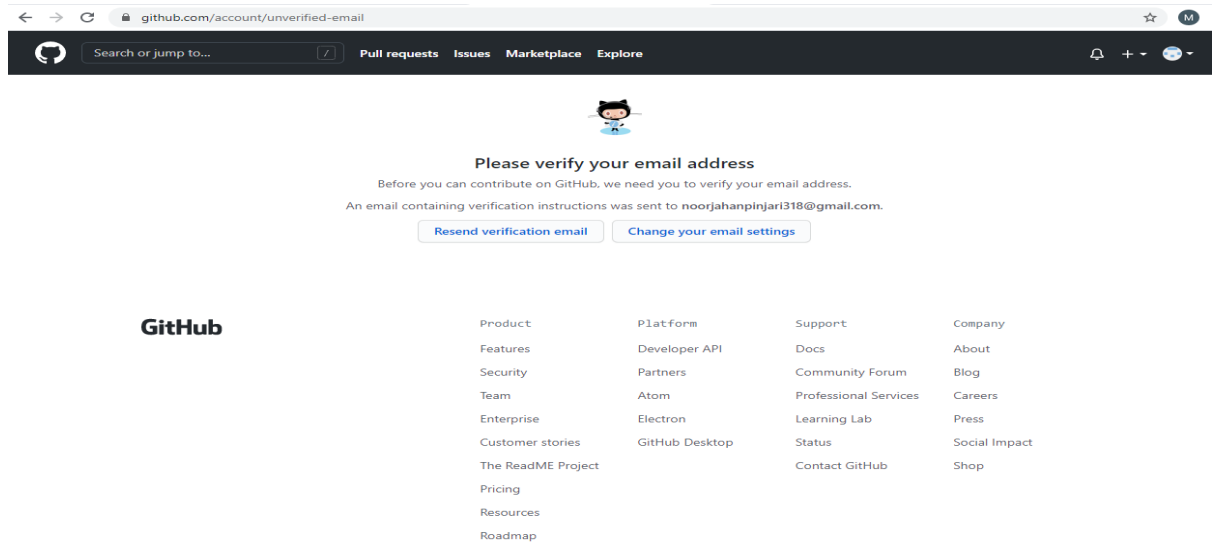 github.com/account/unverified-email
M
Search or jump to... / Pull requests Issues Marketplace Explore
Please verify your email address
Before you can contribute on GitHub, we need you to verify your email address.
An email containing verification instructions was sent to noorjahanpinjari318@gmail.com.
Resend verification email Change your email settings
GitHub
Product Platform Support Company
Features Developer API Docs About
Security Partners Community Forum Blog
Team Atom Professional Services Careers
Enterprise Electron Learning Lab Press
Customer stories GitHub Desktop Status Social Impact
The ReadME Project Contact GitHub Shop
Pricing
Resources
Roadmap